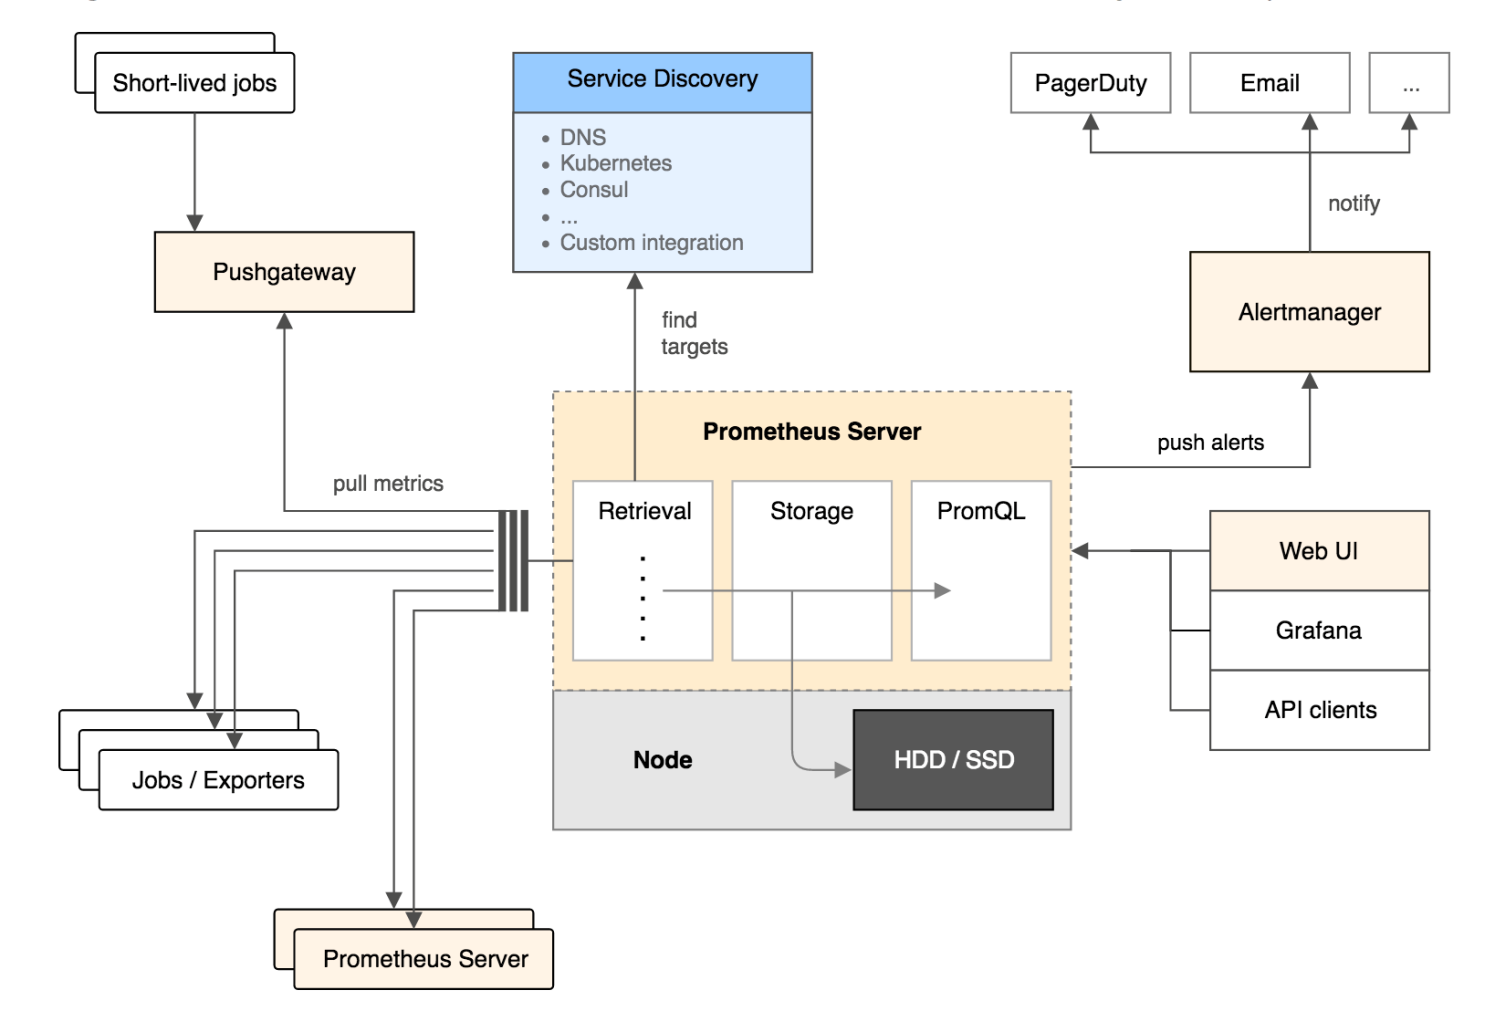 Short-lived jobs
Service Discovery
• DNS
• Kubernetes
• Consul
• ...
• Custom integration
PagerDuty
Email
...
notify
Pushgateway
find
targets
Alertmanager
push alerts
pull metrics
Prometheus Server
Retrieval
Storage
PromQL
Web UI
Grafana
API clients
Node
HDD / SSD
Jobs / Exporters
Prometheus Server